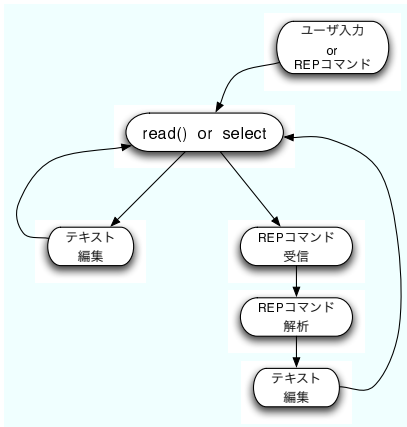 ユーザ入力
or
REPコマンド
read() or select
テキスト
編集
REPコマンド
受信
REPコマンド
解析
テキスト
編集